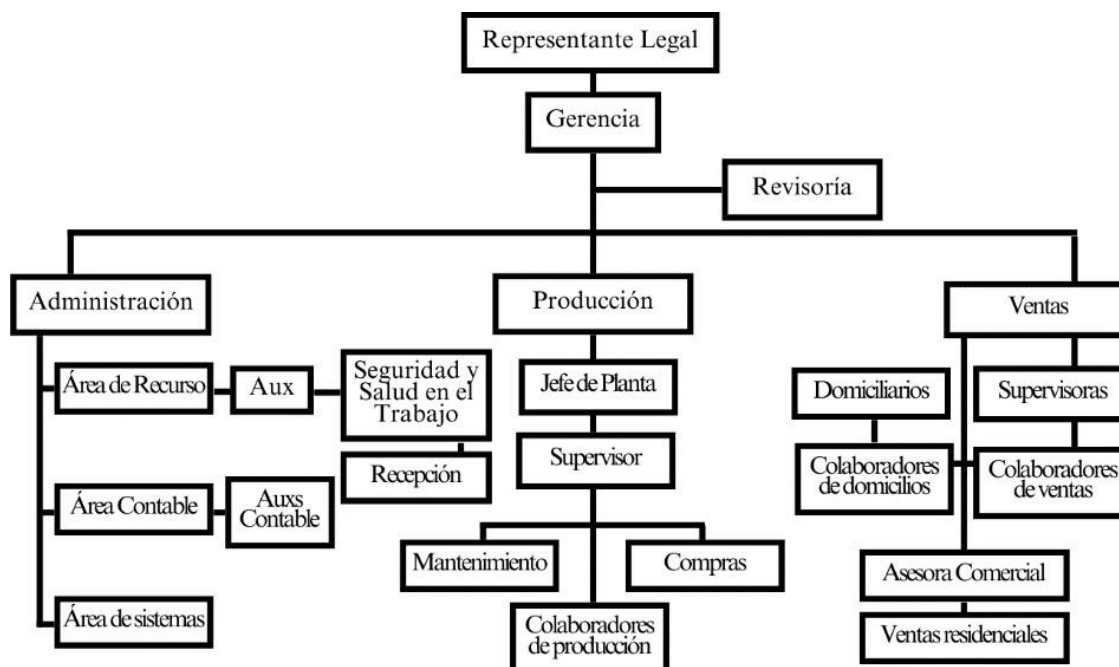 Representante Legal
Gerencia
Revisoría
Administración
Producción
Ventas
Área de Recurso
Aux
Seguridad y
Salud en el
Trabajo
Recepción
Área Contable
Auxs
Contable
Área de sistemas
Jefe de Planta
Supervisor
Mantenimiento
Compras
Colaboradores
de producción
Domiciliarios
Supervisoras
Colaboradores
de domicilios
Colaboradores
de ventas
Asesora Comercial
Ventas residenciales